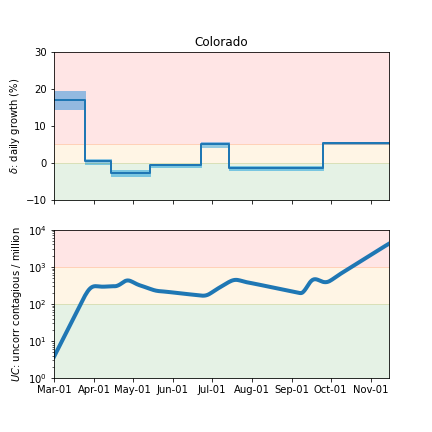 Colorado
δ: daily growth (%)
30
20
10
0
−10
UC: uncorr contagious / million
10⁴
10³
10²
10¹
10⁰
Mar-01 Apr-01 May-01 Jun-01 Jul-01 Aug-01 Sep-01 Oct-01 Nov-01